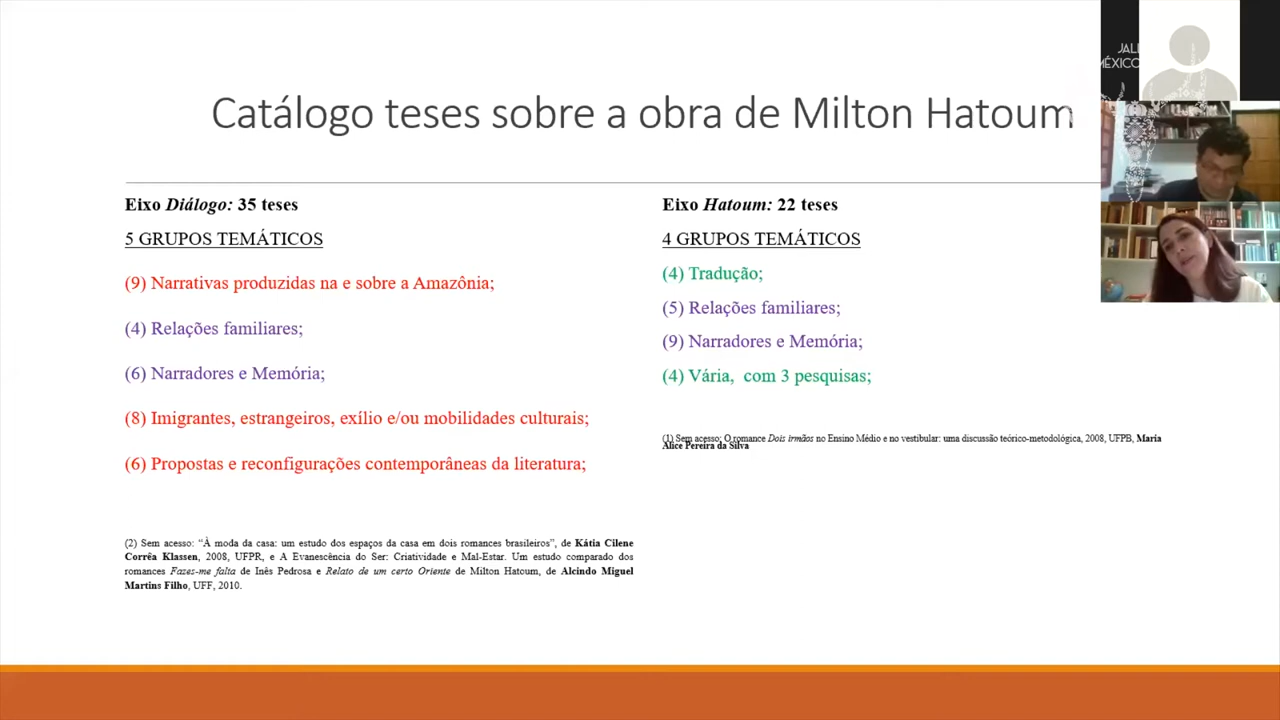 Catálogo teses sobre a obra de Milton Hatoum
JALI
MÉXICO
Eixo Diálogo: 35 teses
5 GRUPOS TEMÁTICOS
(9) Narrativas produzidas na e sobre a Amazônia;
(4) Relações familiares;
(6) Narradores e Memória;
(8) Imigrantes, estrangeiros, exílio e/ou mobilidades culturais;
(6) Propostas e reconfigurações contemporâneas da literatura;
(2) Sem acesso: “À moda da casa: um estudo dos espaços da casa em dois romances brasileiros”, de Kátia Cilene
Corrêa Klassen, 2008, UFPR, e A Evanescência do Ser: Criatividade e Mal-Estar. Um estudo comparado dos
romances Fazes-me falta de Inês Pedrosa e Relato de um certo Oriente de Milton Hatoum, de Alcindo Miguel
Martins Filho, UFF, 2010.
Eixo Hatoum: 22 teses
4 GRUPOS TEMÁTICOS
(4) Tradução;
(5) Relações familiares;
(9) Narradores e Memória;
(4) Vária, com 3 pesquisas;
(1) Sem acesso: O romance Dois irmãos no Ensino Médio e no vestibular: uma discussão teórico-metodológica, 2008, UFPB, Maria
Alice Pereira da Silva